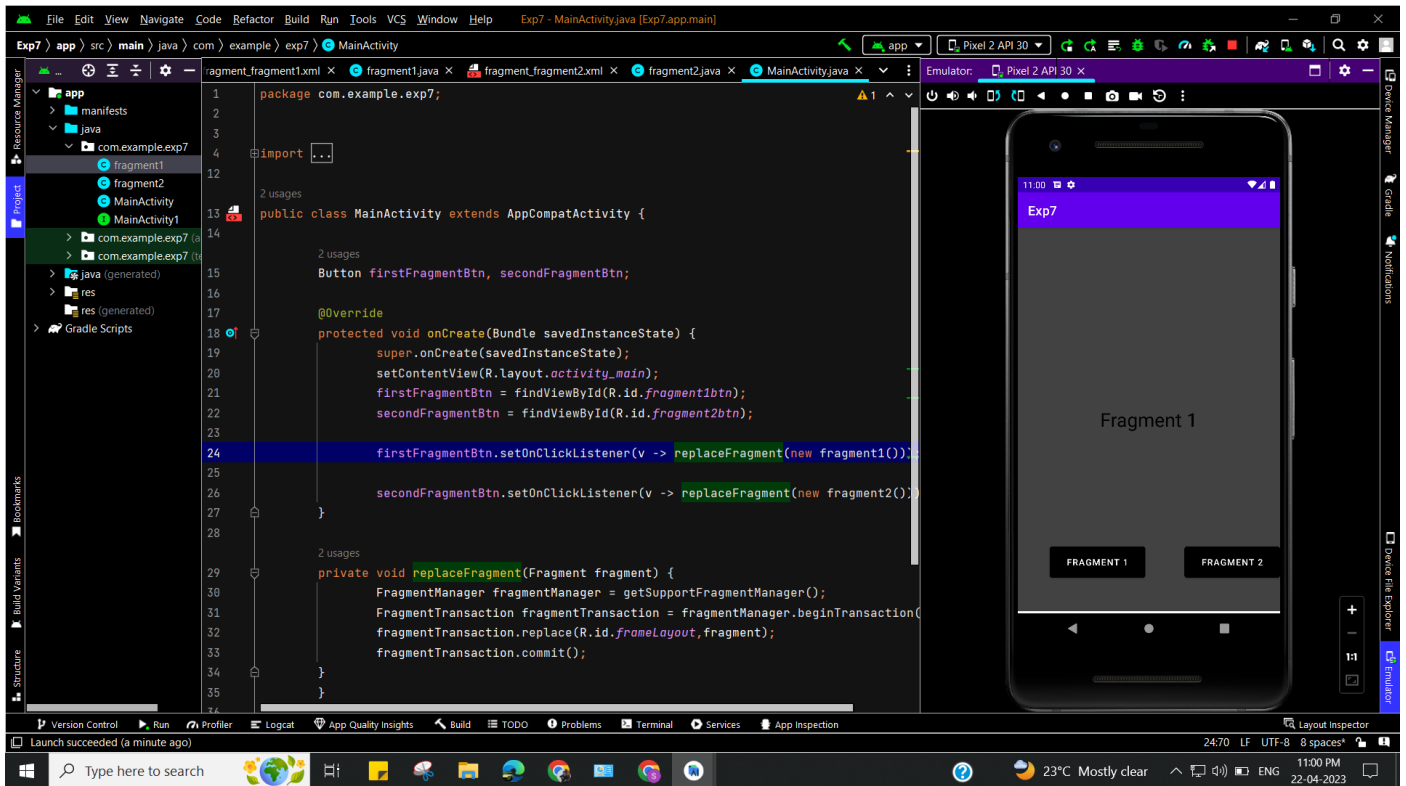 File Edit View Navigate Code Refactor Build Run Tools VCS Window Help Exp7 - MainActivity.java [Exp7.app.main]
Exp7 〉 app 〉 src 〉 main 〉 java 〉 com 〉 example 〉 exp7 〉 MainActivity
app
Pixel 2 API 30
ragment_fragment1.xml × fragment1.java × fragment_fragment2.xml × fragment2.java × MainActivity.java ×
Emulator: Pixel 2 API 30 ×
Resource Manager
Project
Bookmarks
Build Variants
Structure
app
manifests
java
com.example.exp7
fragment1
fragment2
MainActivity
MainActivity1
com.example.exp7 (a
com.example.exp7 (te
java (generated)
res
res (generated)
Gradle Scripts
1 package com.example.exp7;
1
2
3
4 import ...
12
2 usages
13 public class MainActivity extends AppCompatActivity {
14
2 usages
15 Button firstFragmentBtn, secondFragmentBtn;
16
17 @Override
18 protected void onCreate(Bundle savedInstanceState) {
19 super.onCreate(savedInstanceState);
20 setContentView(R.layout.activity_main);
21 firstFragmentBtn = findViewById(R.id.fragment1btn);
22 secondFragmentBtn = findViewById(R.id.fragment2btn);
23
24 firstFragmentBtn.setOnClickListener(v -> replaceFragment(new fragment1()));
25
26 secondFragmentBtn.setOnClickListener(v -> replaceFragment(new fragment2())
27 }
28
2 usages
29 private void replaceFragment(Fragment fragment) {
30 FragmentManager fragmentManager = getSupportFragmentManager();
31 FragmentTransaction fragmentTransaction = fragmentManager.beginTransaction(
32 fragmentTransaction.replace(R.id.frameLayout,fragment);
33 fragmentTransaction.commit();
34 }
35 }
36
11:00
Exp7
Fragment 1
FRAGMENT 1 FRAGMENT 2
1:1
Device Manager
Gradle
Notifications
Device File Explorer
Emulator
Version Control Run Profiler Logcat App Quality Insights Build TODO Problems Terminal Services App Inspection Layout Inspector
Launch succeeded (a minute ago) 24:70 LF UTF-8 8 spaces*
Type here to search 23°C Mostly clear ENG 11:00 PM
22-04-2023